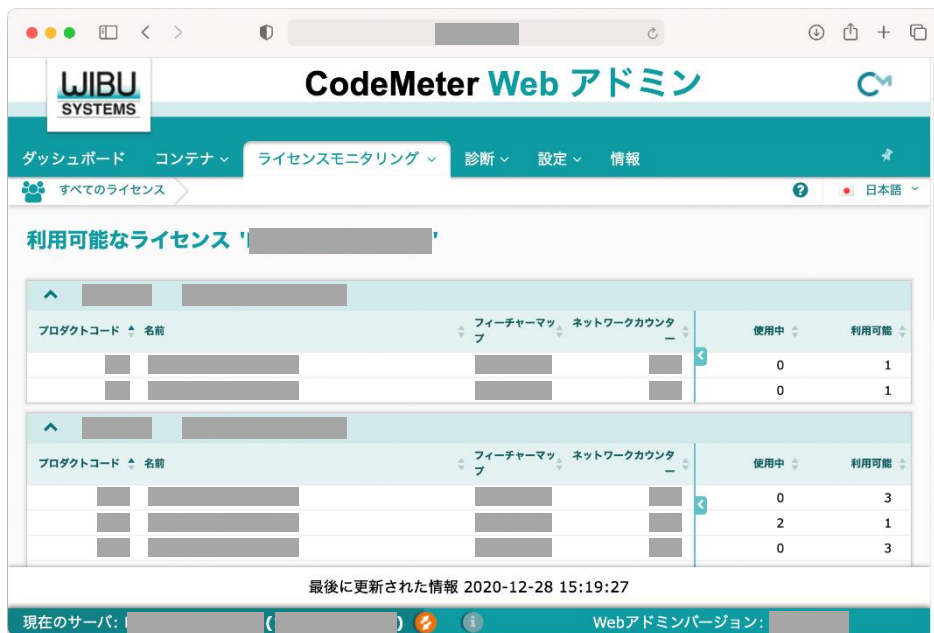 WIBU
SYSTEMS
CodeMeter Web アドミン
ダッシュボード コンテナ ライセンスモニタリング 診断 設定 情報
すべてのライセンス 日本語
利用可能なライセンス ' '
プロダクトコード 名前 フィーチャーマップ ネットワークカウンター 使用中 利用可能
0 1
0 1
プロダクトコード 名前 フィーチャーマップ ネットワークカウンター 使用中 利用可能
0 3
2 1
0 3
最後に更新された情報 2020-12-28 15:19:27
現在のサーバ: ( ) Webアドミンバージョン: